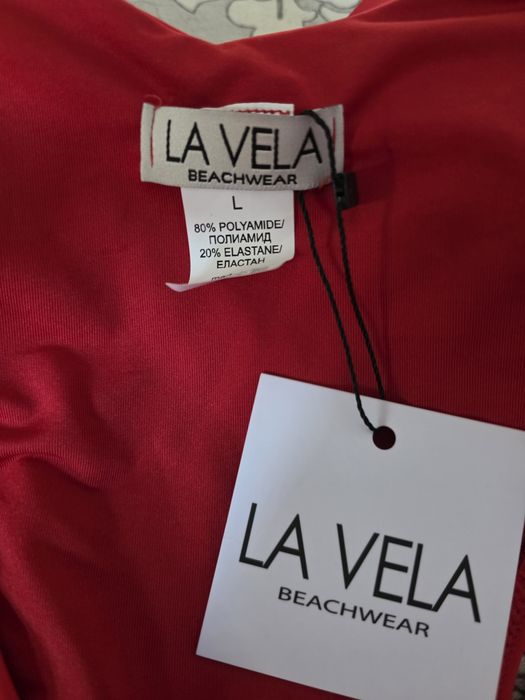 LA VELA
BEACHWEAR
L
80% POLYAMIDE/
ПОЛИАМИД
20% ELASTANE/
ЕЛАСТАН
LA VELA
BEACHWEAR